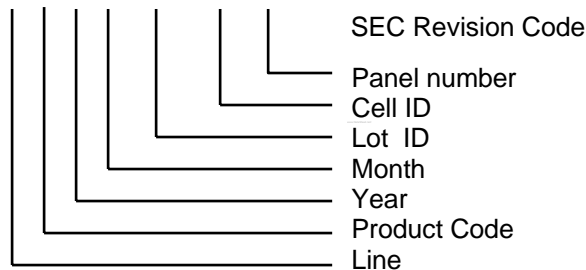 SEC Revision Code
Panel number
Cell ID
Lot ID
Month
Year
Product Code
Line